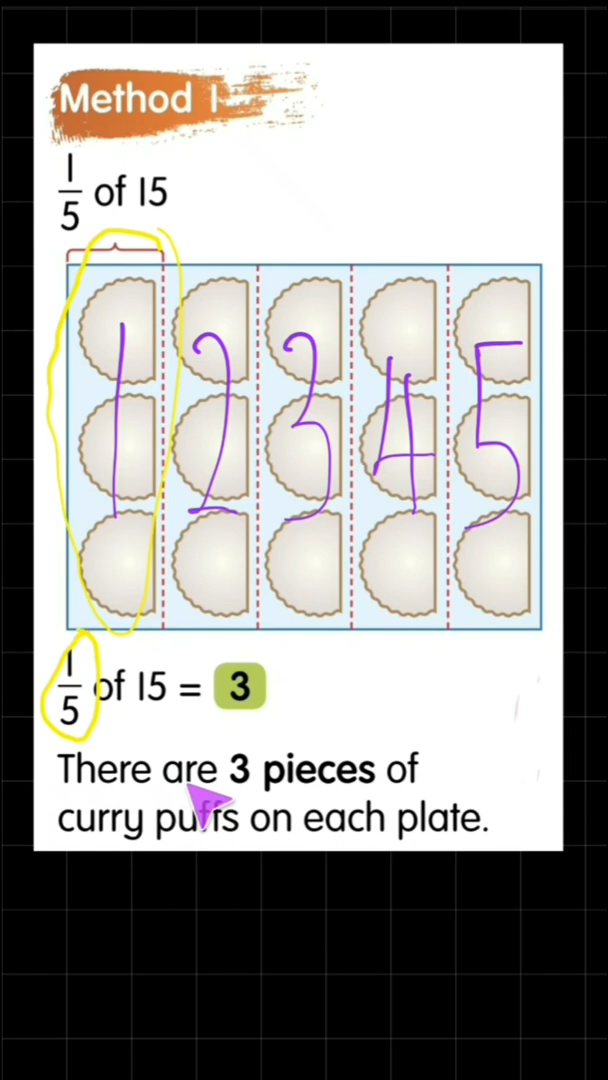 Method 1
1/5 of 15
1 2 3 4 5
1/5 of 15 = 3
There are 3 pieces of
curry puffs on each plate.